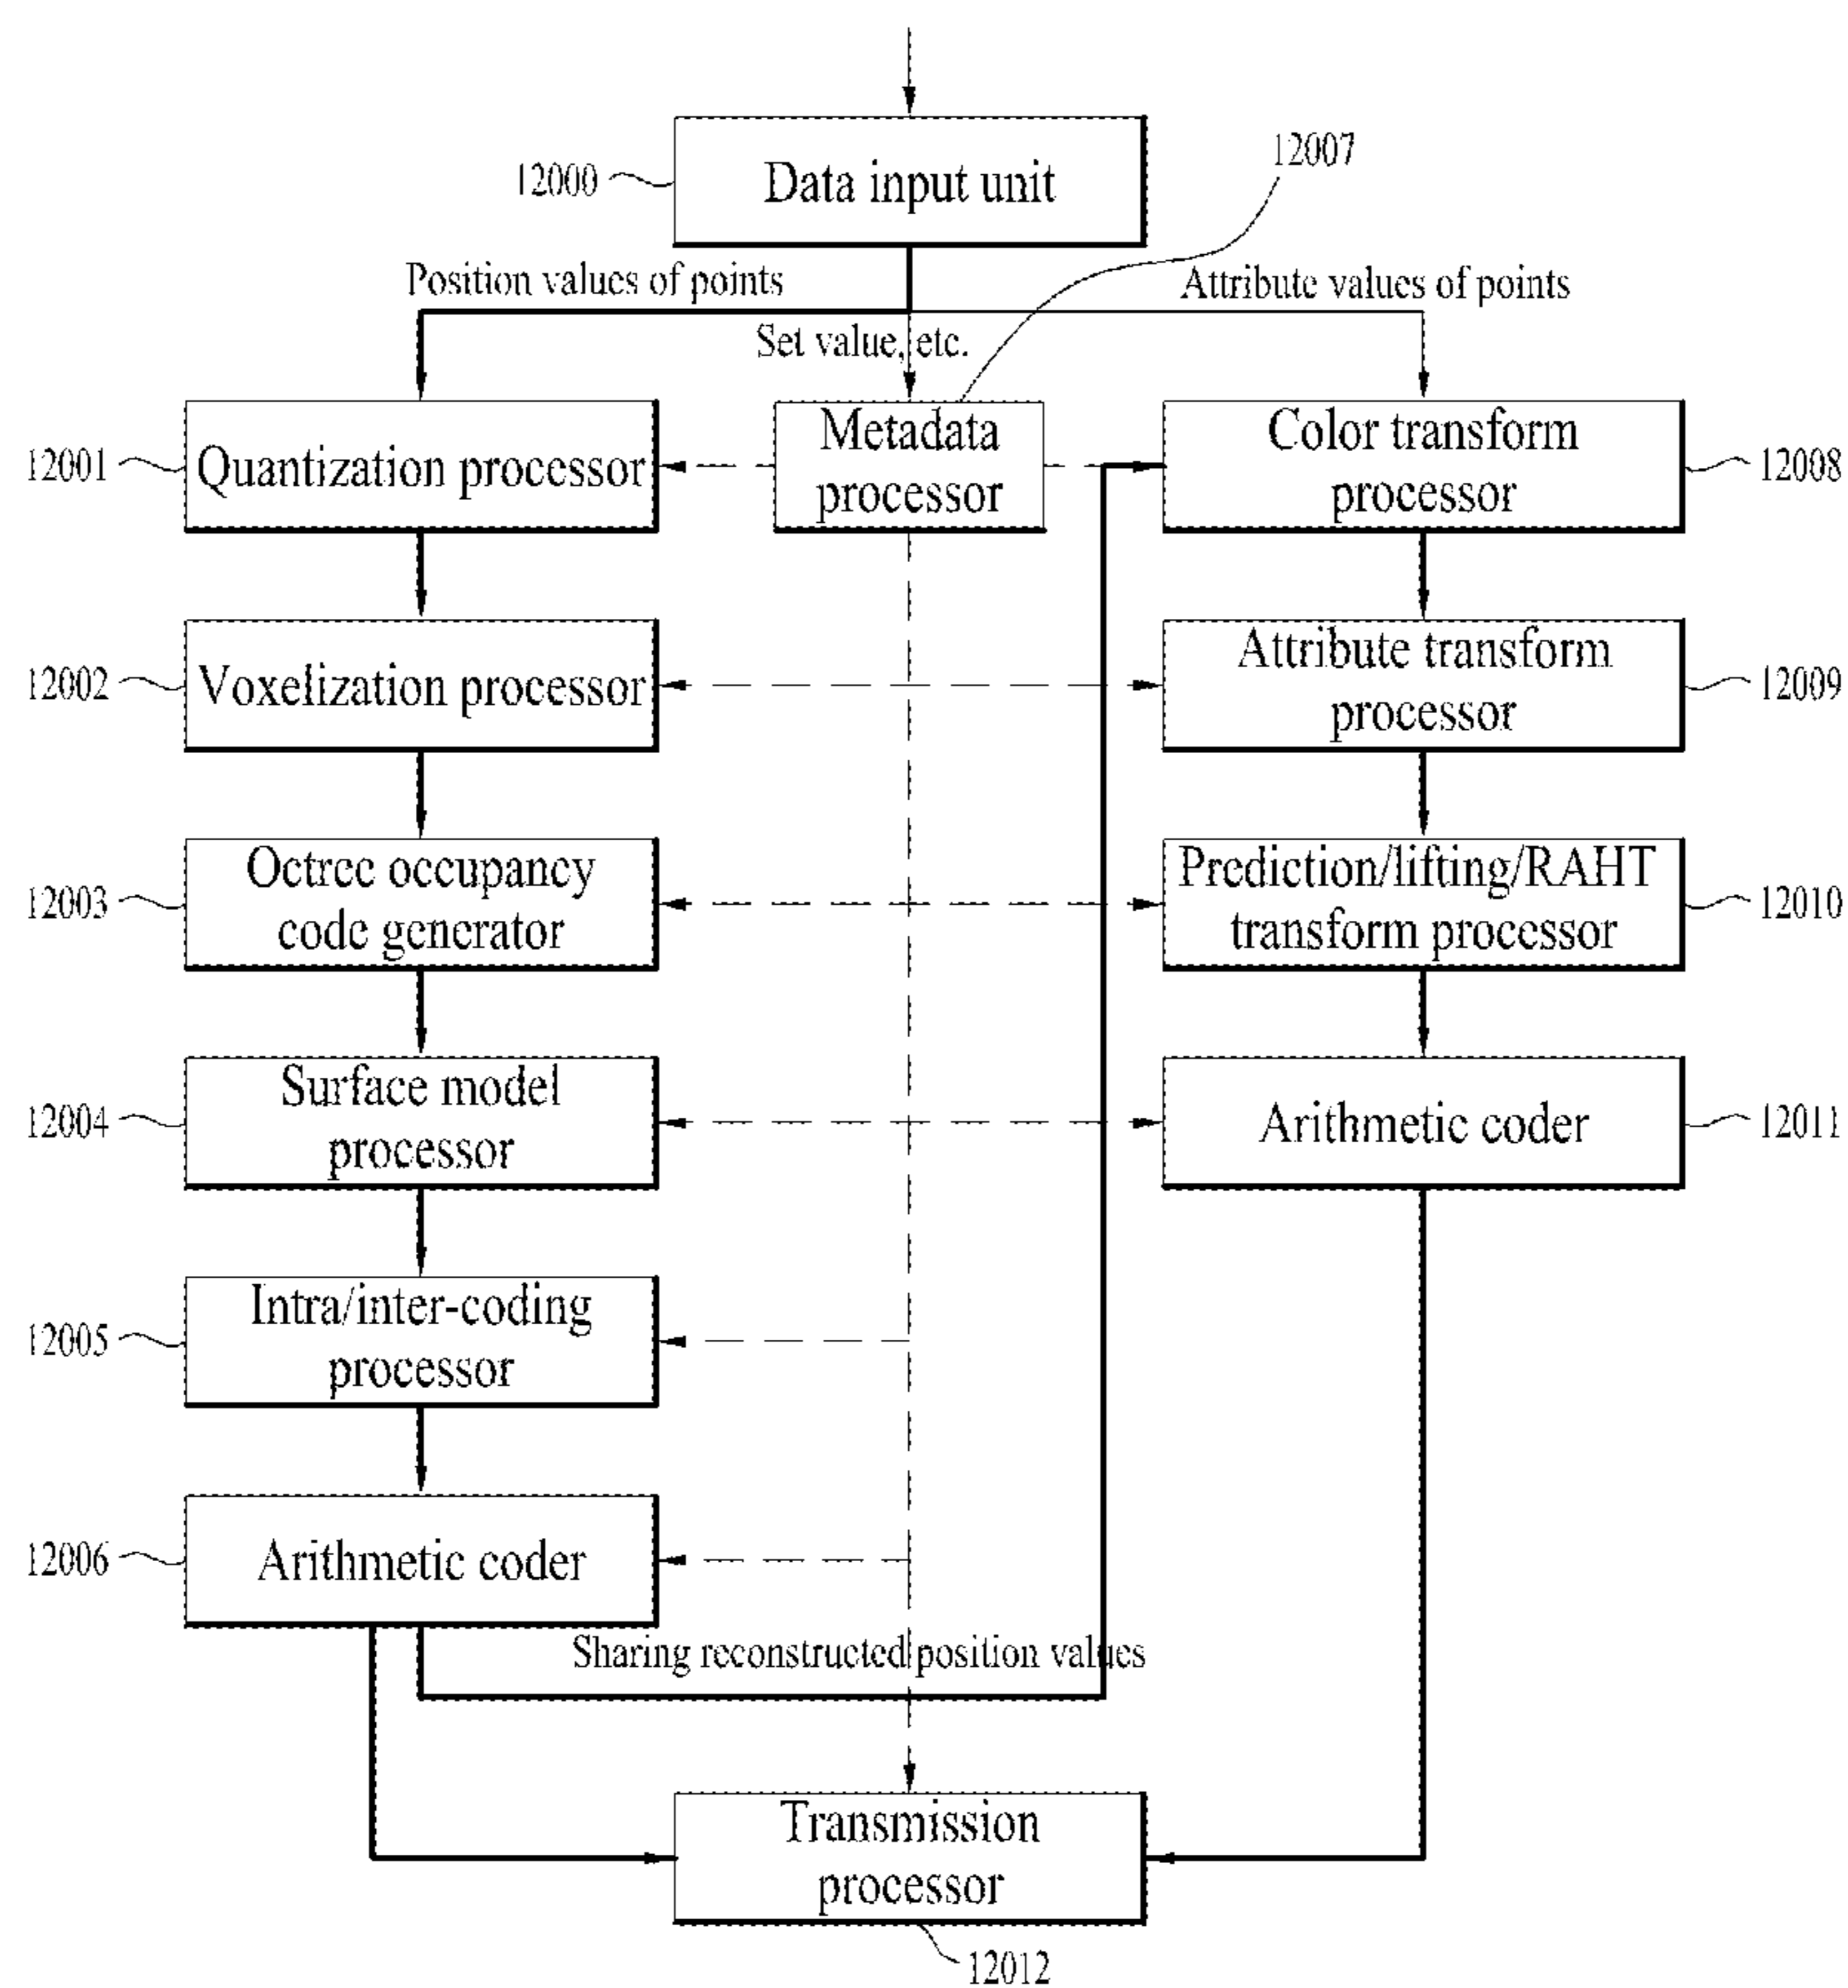 12000
Data input unit
12007
Position values of points
Attribute values of points
Set value, etc.
12001
Quantization processor
Metadata
processor
Color transform
processor
12008
12002
Voxelization processor
Attribute transform
processor
12009
12003
Octree occupancy
code generator
Prediction/lifting/RAHT
transform processor
12010
12004
Surface model
processor
Arithmetic coder
12011
12005
Intra/inter-coding
processor
12006
Arithmetic coder
Sharing reconstructed position values
Transmission
processor
12012